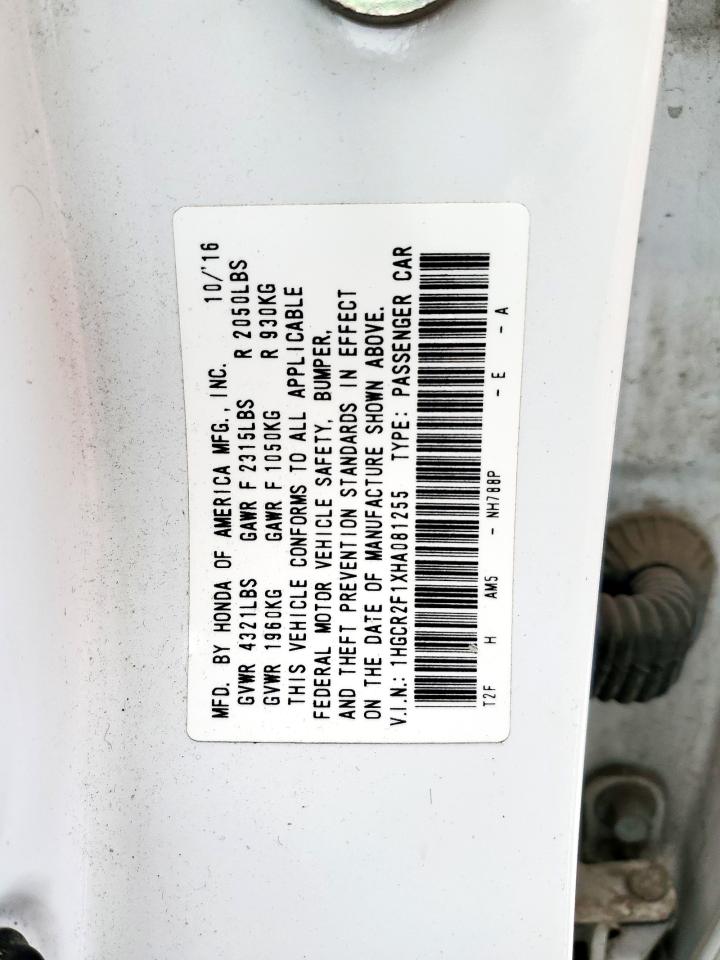 MFD. BY HONDA OF AMERICA MFG., INC. 10/'16
GVWR 4321LBS GAWR F 2315LBS R 2050LBS
GVWR 1960KG GAWR F 1050KG R 930KG
THIS VEHICLE CONFORMS TO ALL APPLICABLE
FEDERAL MOTOR VEHICLE SAFETY, BUMPER,
AND THEFT PREVENTION STANDARDS IN EFFECT
ON THE DATE OF MANUFACTURE SHOWN ABOVE.
V.I.N.: 1HGCR2F1XHA081255 TYPE: PASSENGER CAR
T2F H AM5 - NH788P - E - A